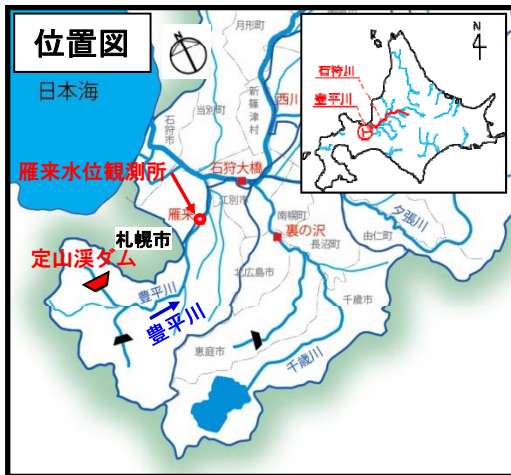 位置図
日本海
月形町
当別町
新篠津村
西川
石狩市
石狩大橋
雁来水位観測所
江別市
雁来
札幌市
南幌町
裏の沢
長沼町
由仁町
夕張川
定山渓ダム
豊平川
豊平川
北広島市
千歳市
恵庭市
千歳川
N
石狩川
豊平川
N